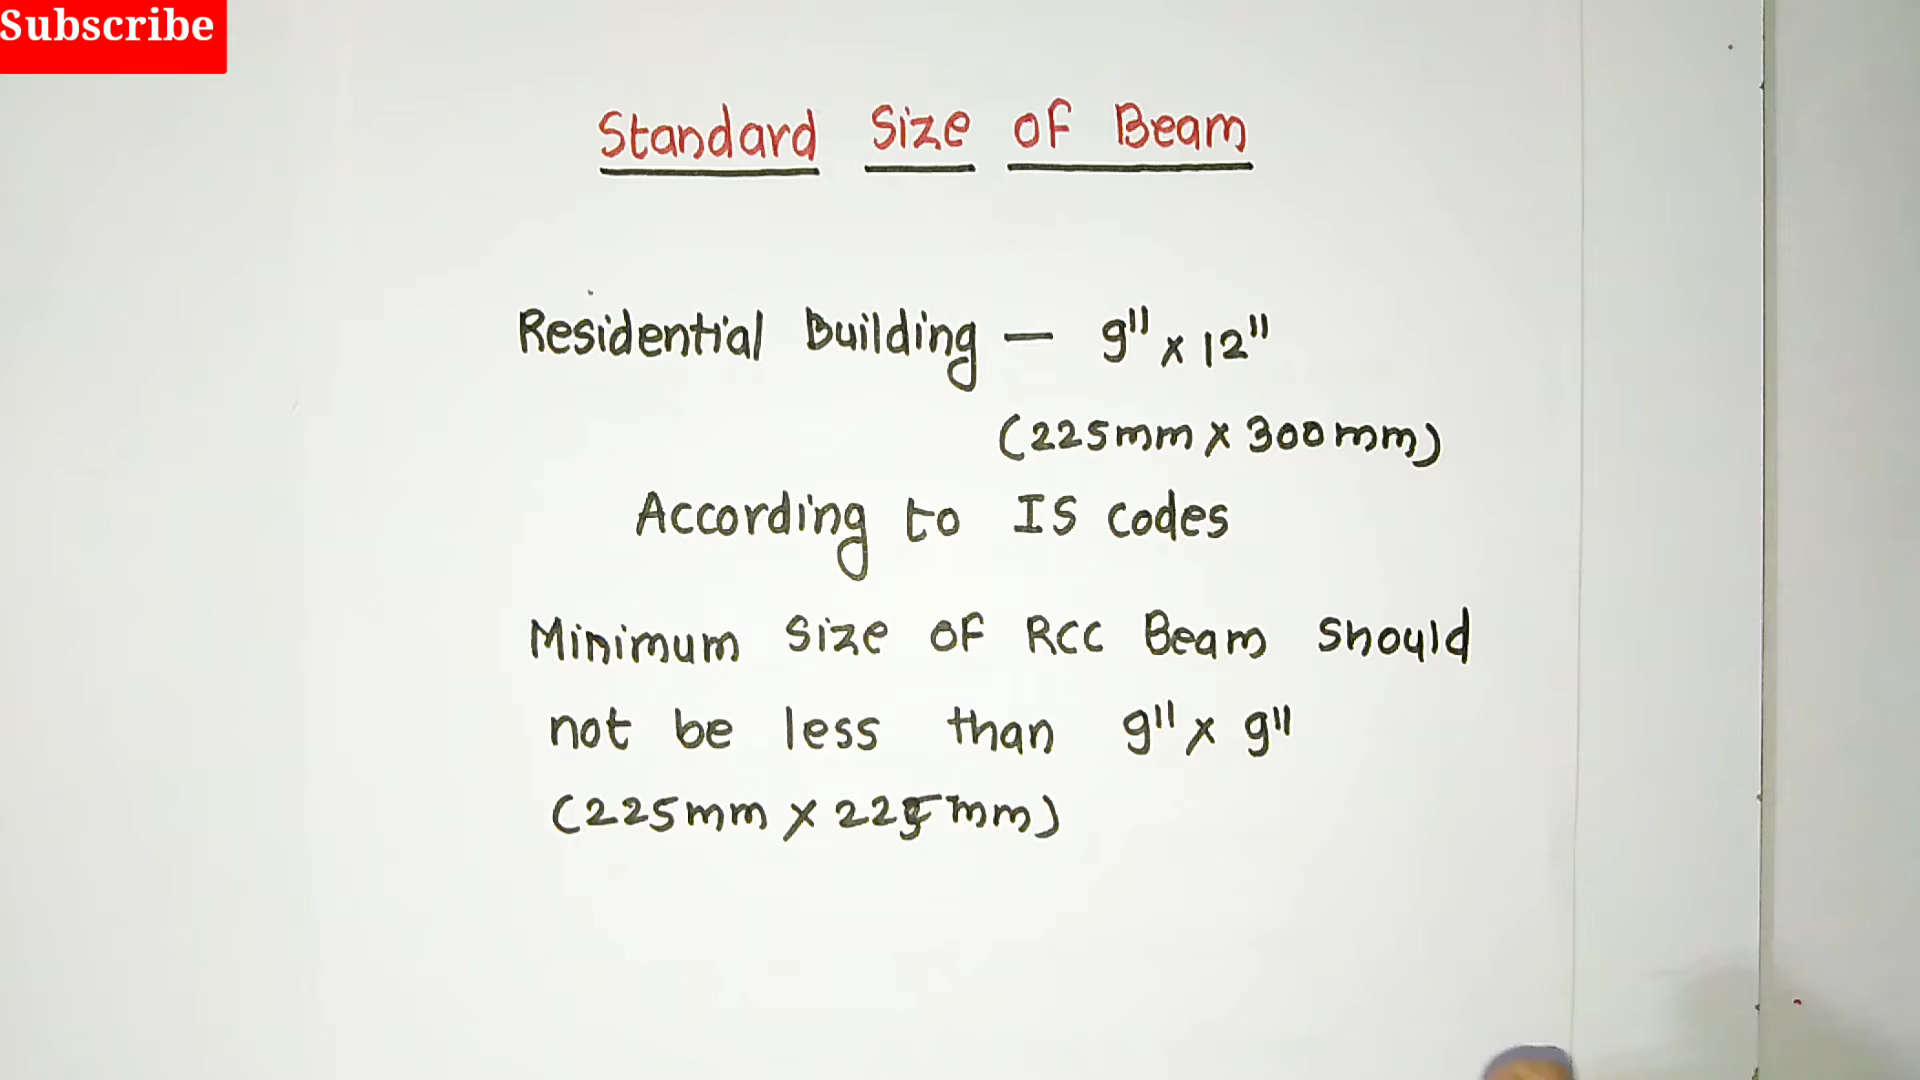 Subscribe
Standard Size of Beam
Residential Building — 9" x 12"
(225mm x 300mm)
According to IS codes
Minimum Size of RCC Beam Should
not be less than 9" x 9"
(225mm x 225mm)